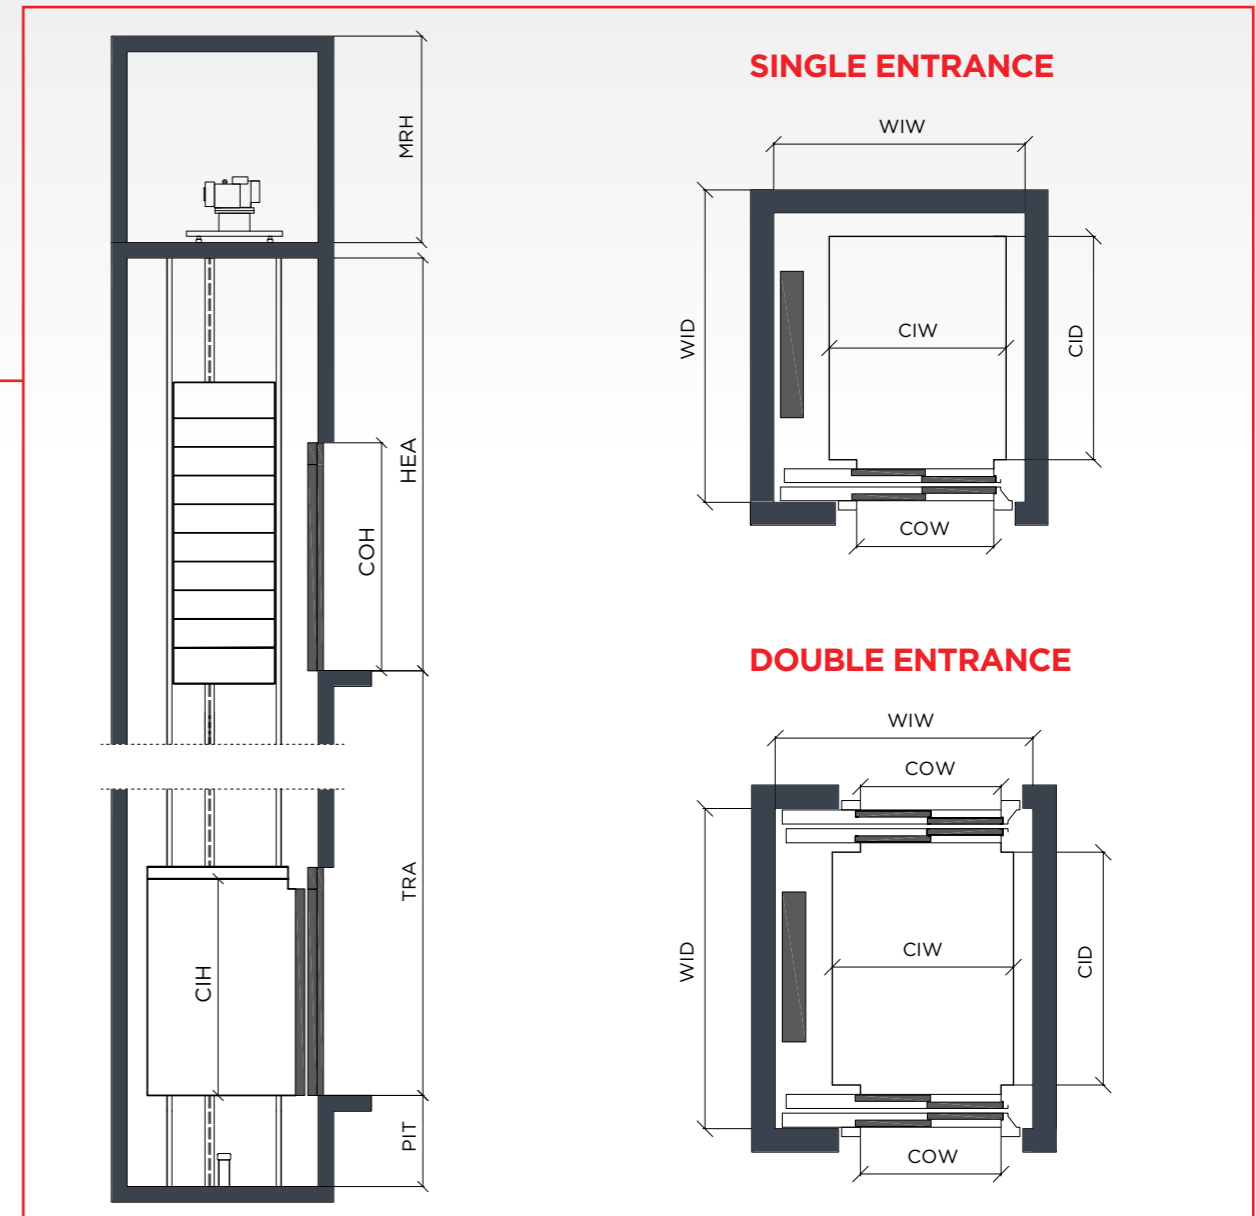 MRH
HEA
COH
TRA
CIH
PIT
SINGLE ENTRANCE
WIW
WID
CIW
CID
COW
DOUBLE ENTRANCE
WIW
COW
WID
CIW
CID
COW